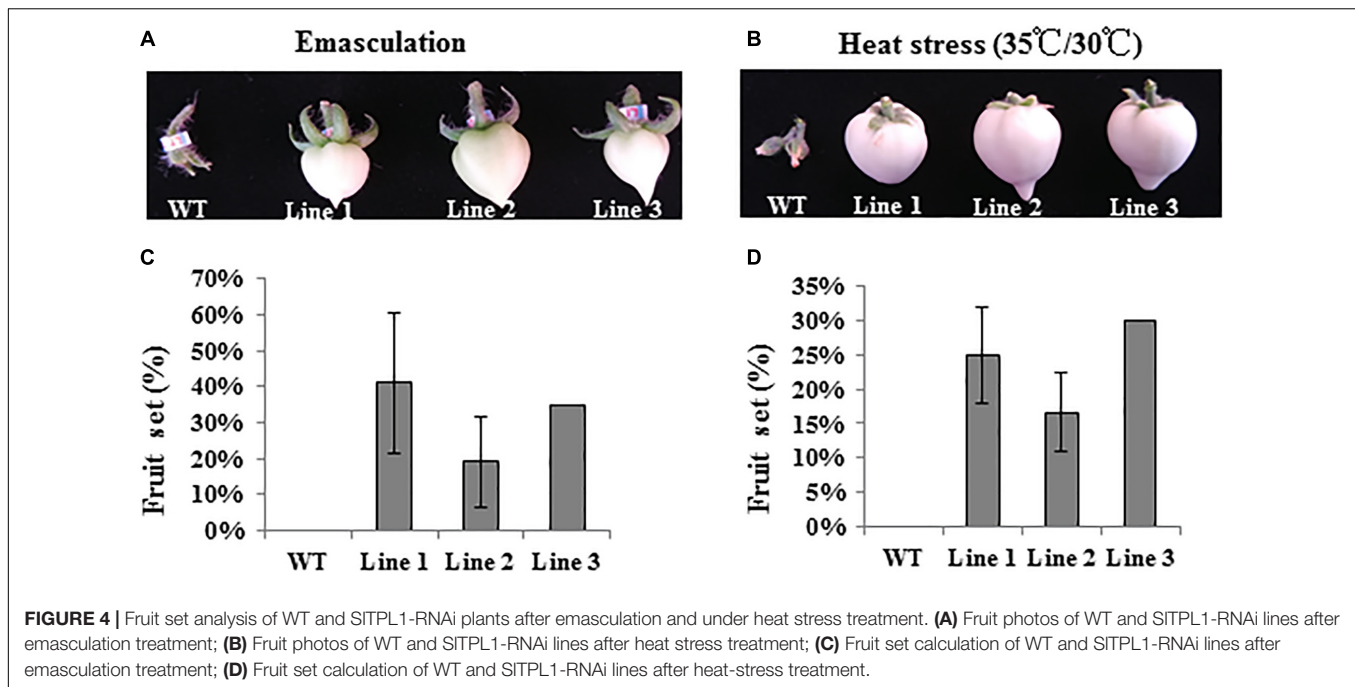 A
Emasculation
WT
Line 1
Line 2
Line 3
B
Heat stress (35℃/30℃)
WT
Line 1
Line 2
Line 3
C
Fruit set (%)
70%
60%
50%
40%
30%
20%
10%
0%
WT
Line 1
Line 2
Line 3
D
Fruit set (%)
35%
30%
25%
20%
15%
10%
5%
0%
WT
Line 1
Line 2
Line 3
FIGURE 4 | Fruit set analysis of WT and SlTPL1-RNAi plants after emasculation and under heat stress treatment. (A) Fruit photos of WT and SlTPL1-RNAi lines after
emasculation treatment; (B) Fruit photos of WT and SlTPL1-RNAi lines after heat stress treatment; (C) Fruit set calculation of WT and SlTPL1-RNAi lines after
emasculation treatment; (D) Fruit set calculation of WT and SlTPL1-RNAi lines after heat-stress treatment.